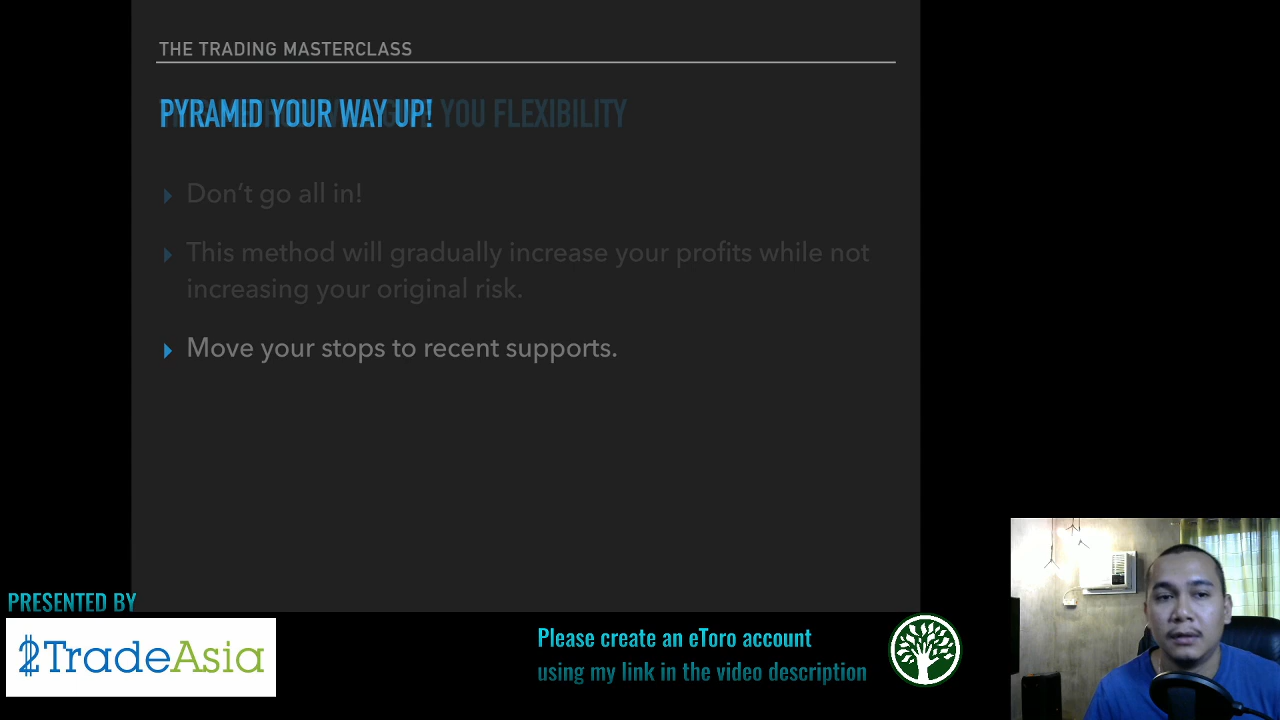 THE TRADING MASTERCLASS
PYRAMID YOUR WAY UP!
YOU FLEXIBILITY
Don't go all in!
This method will gradually increase your profits while not
increasing your original risk.
Move your stops to recent supports.
PRESENTED BY
2TradeAsia
Please create an eToro account
using my link in the video description